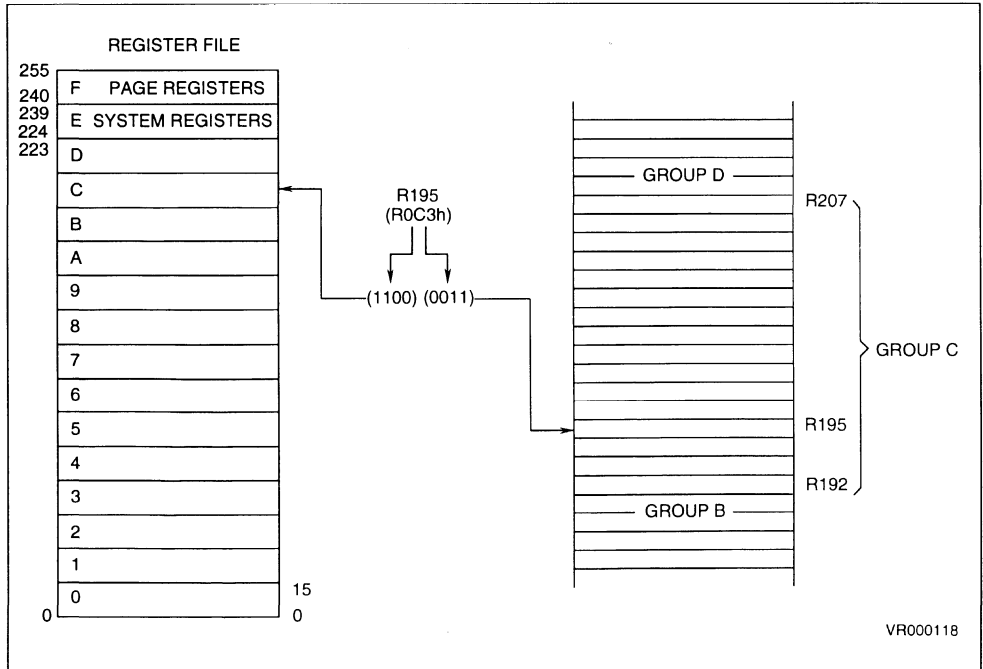 REGISTER FILE
255
240
239
224
223
F PAGE REGISTERS
E SYSTEM REGISTERS
D
C
B
A
9
8
7
6
5
4
3
2
1
0
15
0
0
R195
(R0C3h)
(1100) (0011)
GROUP D
R207
GROUP C
R195
R192
GROUP B
VR000118